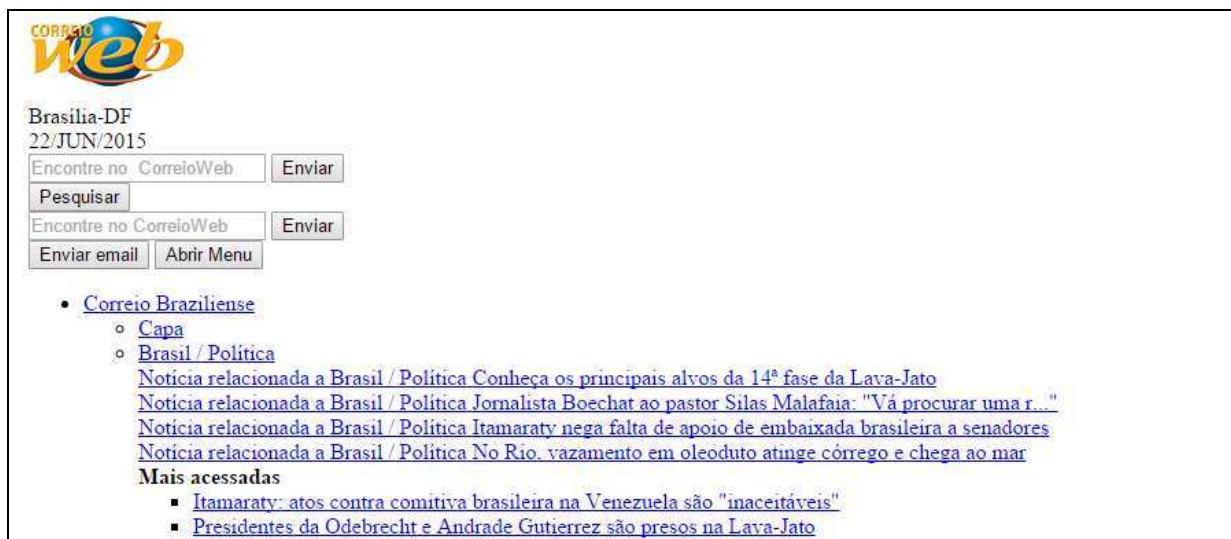 CORREIO
web
Brasília-DF
22/JUN/2015
Encontre no CorreioWeb Enviar
Pesquisar
Encontre no CorreioWeb Enviar
Enviar email Abrir Menu
Correio Braziliense
Capa
Brasil / Política
Notícia relacionada a Brasil / Política Conheça os principais alvos da 14ª fase da Lava-Jato
Notícia relacionada a Brasil / Política Jornalista Boechat ao pastor Silas Malafaia: "Vá procurar uma r..."
Notícia relacionada a Brasil / Política Itamaraty nega falta de apoio de embaixada brasileira a senadores
Notícia relacionada a Brasil / Política No Rio, vazamento em oleoduto atinge córrego e chega ao mar
Mais acessadas
Itamaraty: atos contra comitiva brasileira na Venezuela são "inaceitáveis"
Presidentes da Odebrecht e Andrade Gutierrez são presos na Lava-Jato